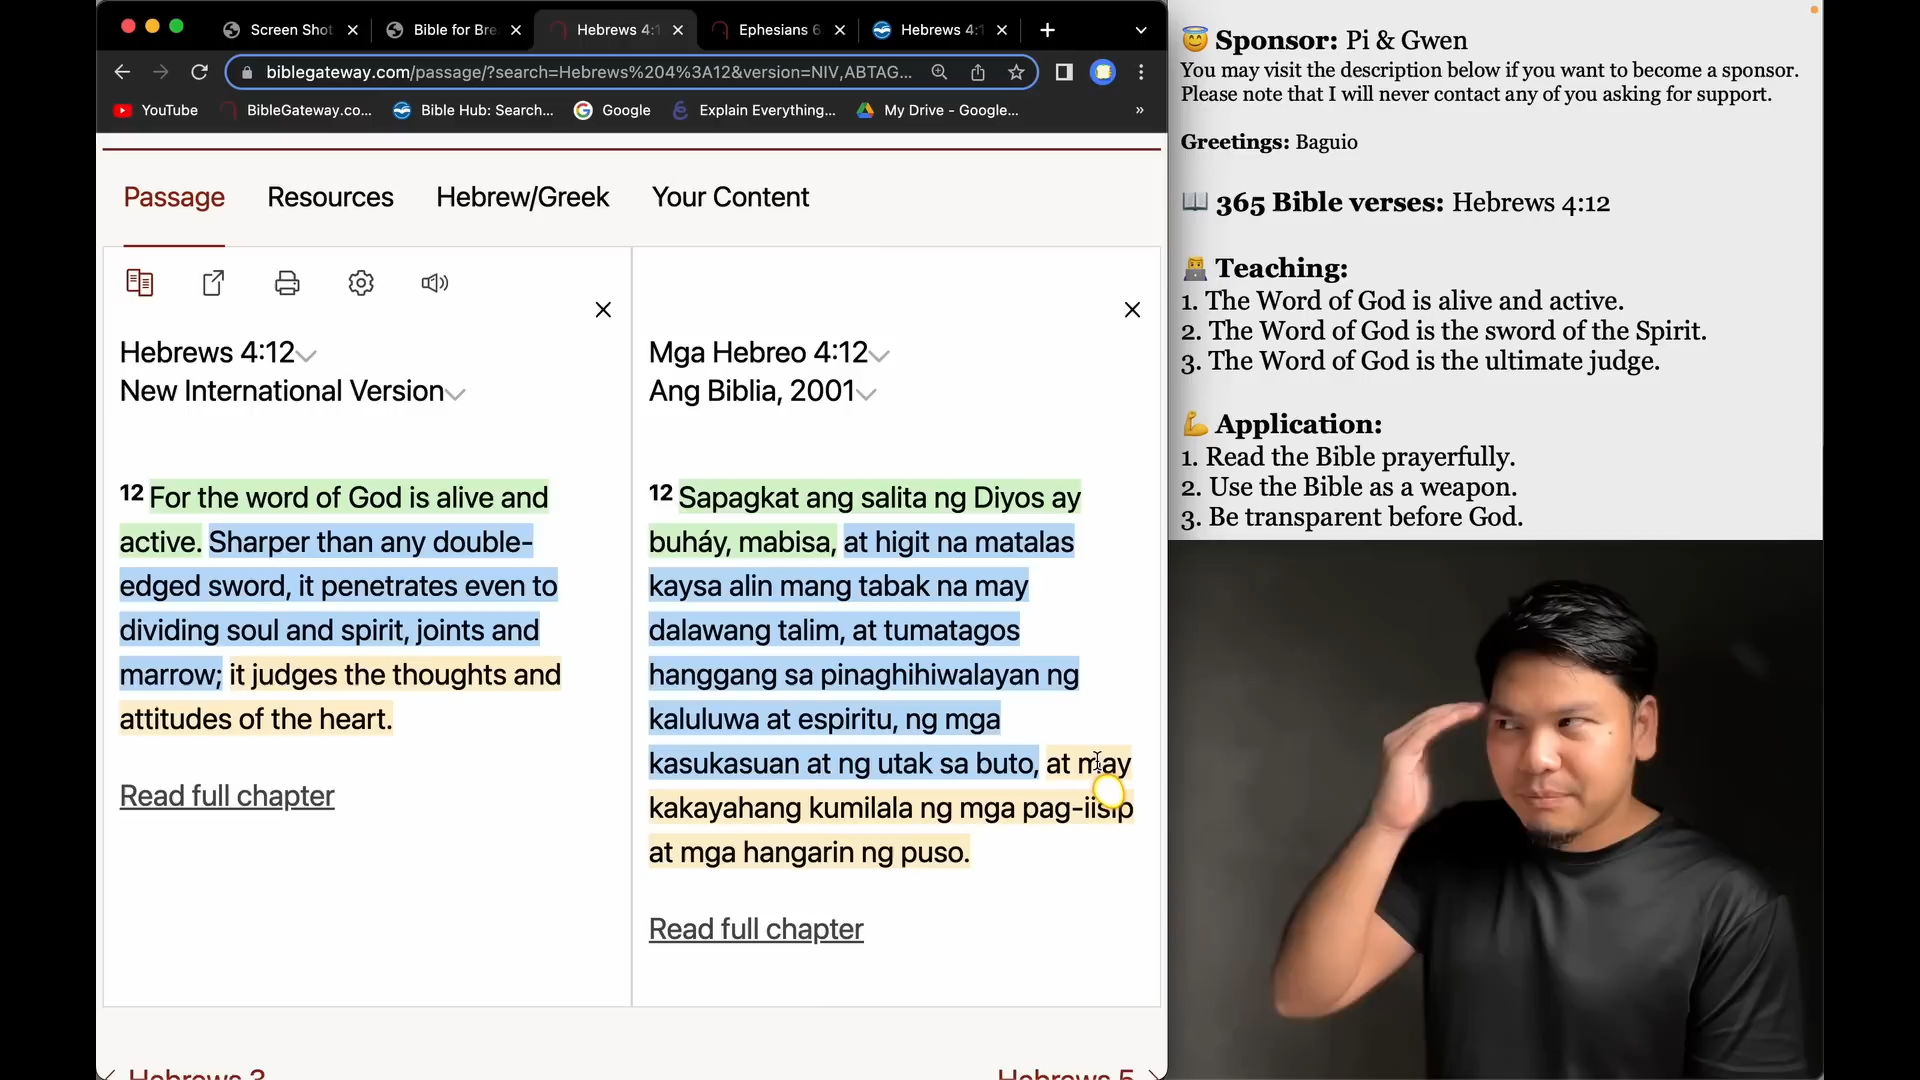 Screen Shot
Bible for Bre
Hebrews 4:1
Ephesians 6
Hebrews 4:1
biblegateway.com/passage/?search=Hebrews%204%3A12&version=NIV,ABTAG...
YouTube
BibleGateway.co...
Bible Hub: Search...
Google
Explain Everything...
My Drive - Google...
»
Passage
Resources
Hebrew/Greek
Your Content
Hebrews 4:12
New International Version
12 For the word of God is alive and
active. Sharper than any double-
edged sword, it penetrates even to
dividing soul and spirit, joints and
marrow; it judges the thoughts and
attitudes of the heart.
Read full chapter
Mga Hebreo 4:12
Ang Biblia, 2001
12 Sapagkat ang salita ng Diyos ay
buháy, mabisa, at higit na matalas
kaysa alin mang tabak na may
dalawang talim, at tumatagos
hanggang sa pinaghihiwalayan ng
kaluluwa at espiritu, ng mga
kasukasuan at ng utak sa buto, at may
kakayahang kumilala ng mga pag-iisip
at mga hangarin ng puso.
Read full chapter
Hebrews 3
Hebrews 5
😇 Sponsor: Pi & Gwen
You may visit the description below if you want to become a sponsor.
Please note that I will never contact any of you asking for support.
Greetings: Baguio
📖 365 Bible verses: Hebrews 4:12
👨‍💻 Teaching:
1. The Word of God is alive and active.
2. The Word of God is the sword of the Spirit.
3. The Word of God is the ultimate judge.
💪 Application:
1. Read the Bible prayerfully.
2. Use the Bible as a weapon.
3. Be transparent before God.